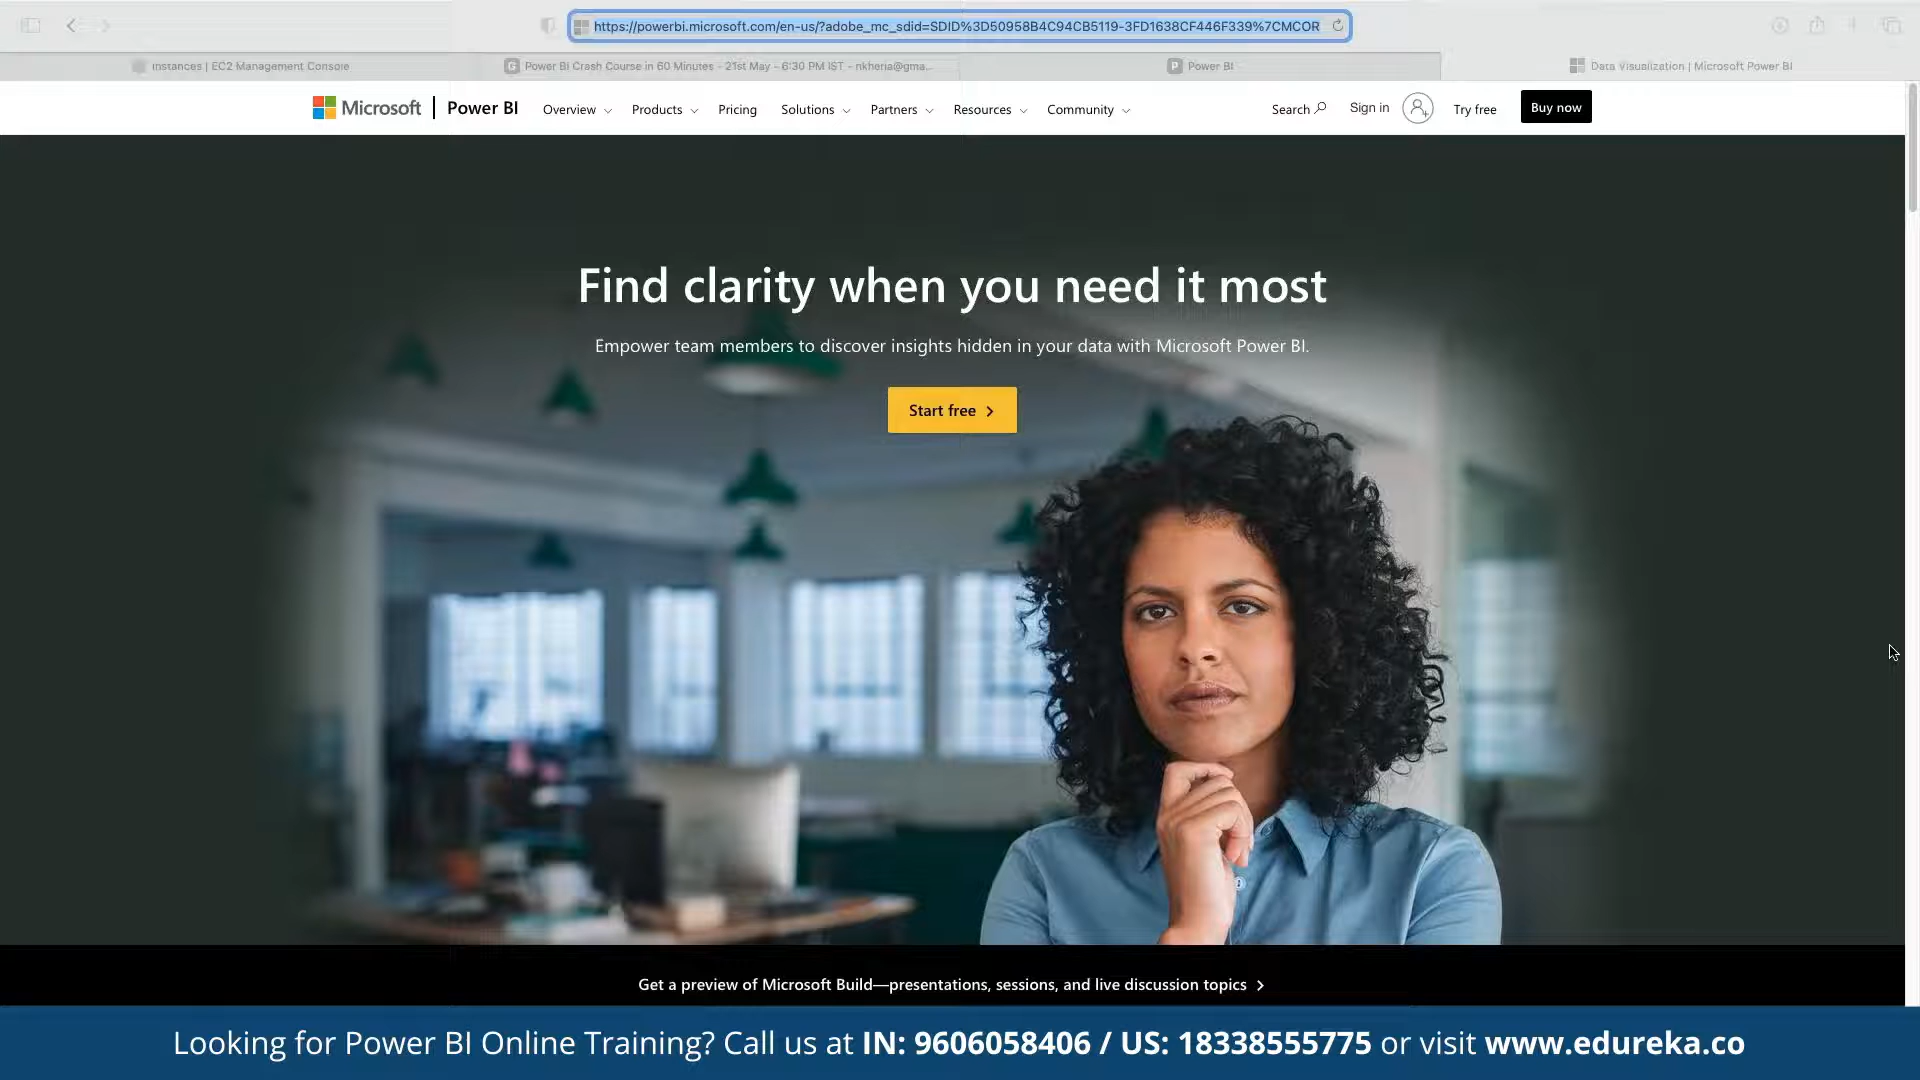 https://powerbi.microsoft.com/en-us/?adobe_mc_sdid=SDID%3D50958B4C94CB5119-3FD1638CF446F339%7CMCOR
Instances | EC2 Management Console
Power BI Crash Course in 60 Minutes - 21st May - 6:30 PM IST - nkheria@gma...
Power BI
Data Visualization | Microsoft Power BI
Microsoft | Power BI
Overview
Products
Pricing
Solutions
Partners
Resources
Community
Search
Sign in
Try free
Buy now
Find clarity when you need it most
Empower team members to discover insights hidden in your data with Microsoft Power BI.
Start free >
Get a preview of Microsoft Build—presentations, sessions, and live discussion topics >
Looking for Power BI Online Training? Call us at IN: 9606058406 / US: 18338555775 or visit www.edureka.co